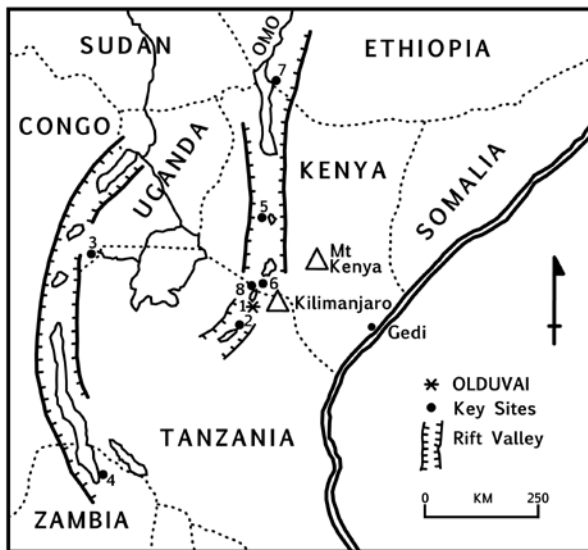 SUDAN
OMO
ETHIOPIA
7
CONGO
UGANDA
KENYA
SOMALIA
5
3
Mt
Kenya
8
6
1
Kilimanjaro
2
Gedi
OLDUVAI
Key Sites
Rift Valley
TANZANIA
4
ZAMBIA
0
KM
250